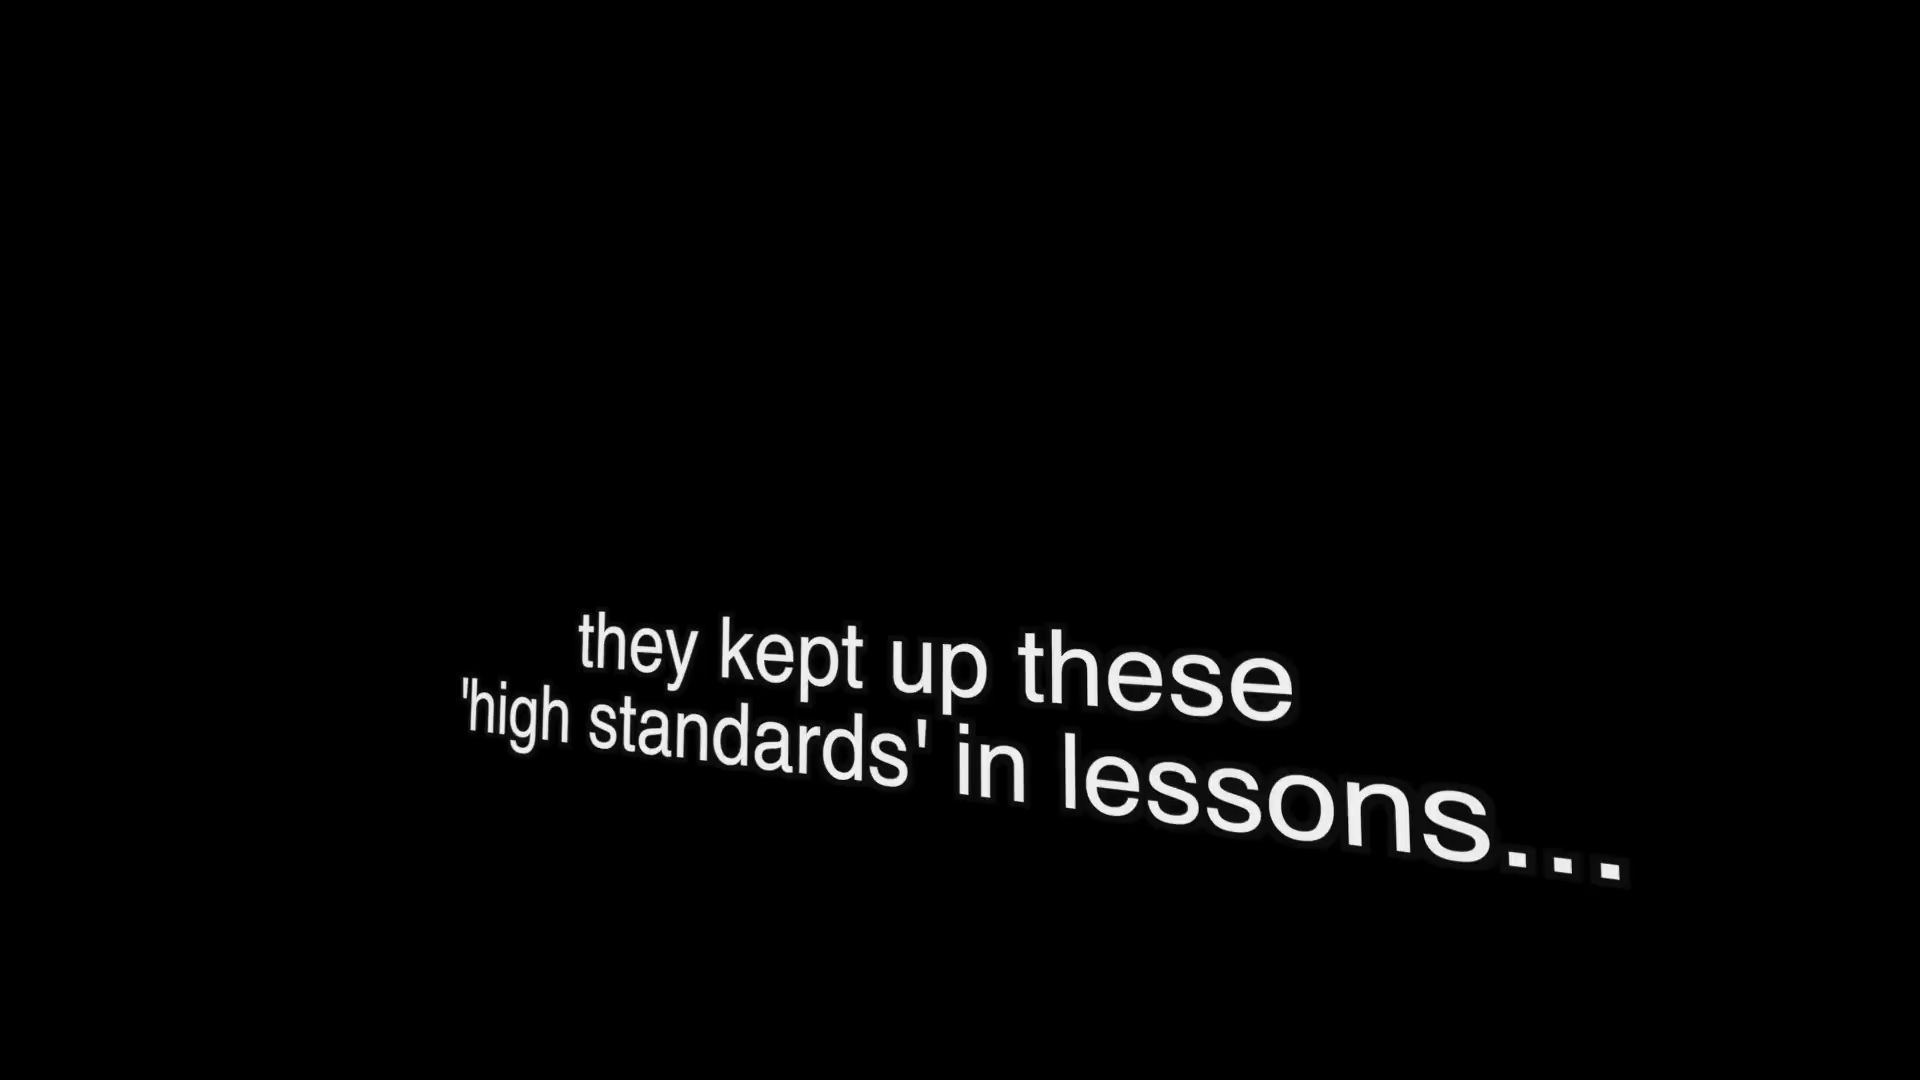 they kept up these
'high standards' in lessons...